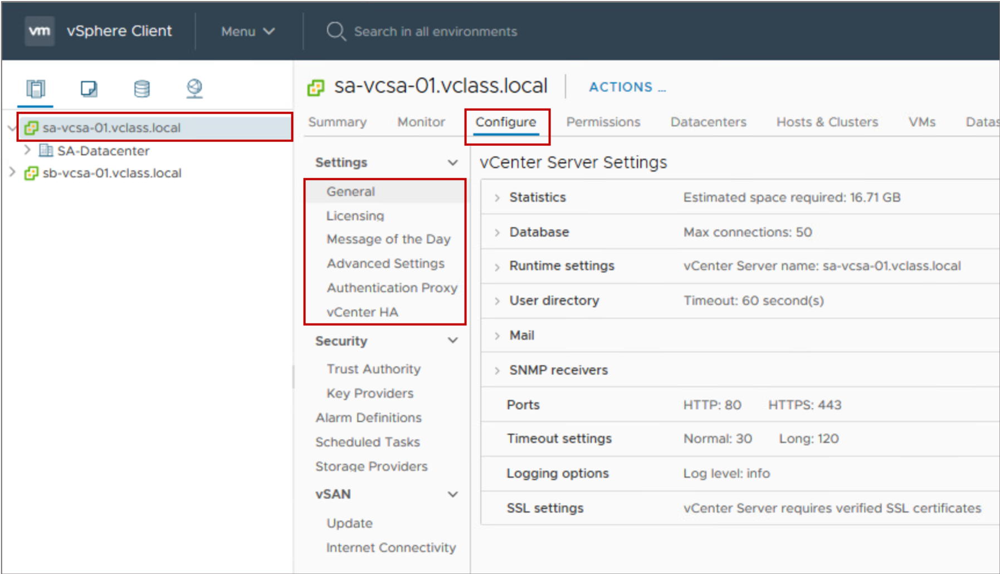 vm vSphere Client Menu Search in all environments
sa-vcsa-01.vclass.local
SA-Datacenter
sb-vcsa-01.vclass.local
sa-vcsa-01.vclass.local ACTIONS ...
Summary Monitor Configure Permissions Datacenters Hosts & Clusters VMs Datas
Settings
General
Licensing
Message of the Day
Advanced Settings
Authentication Proxy
vCenter HA
Security
Trust Authority
Key Providers
Alarm Definitions
Scheduled Tasks
Storage Providers
vSAN
Update
Internet Connectivity
vCenter Server Settings
Statistics Estimated space required: 16.71 GB
Database Max connections: 50
Runtime settings vCenter Server name: sa-vcsa-01.vclass.local
User directory Timeout: 60 second(s)
Mail
SNMP receivers
Ports HTTP: 80 HTTPS: 443
Timeout settings Normal: 30 Long: 120
Logging options Log level: info
SSL settings vCenter Server requires verified SSL certificates